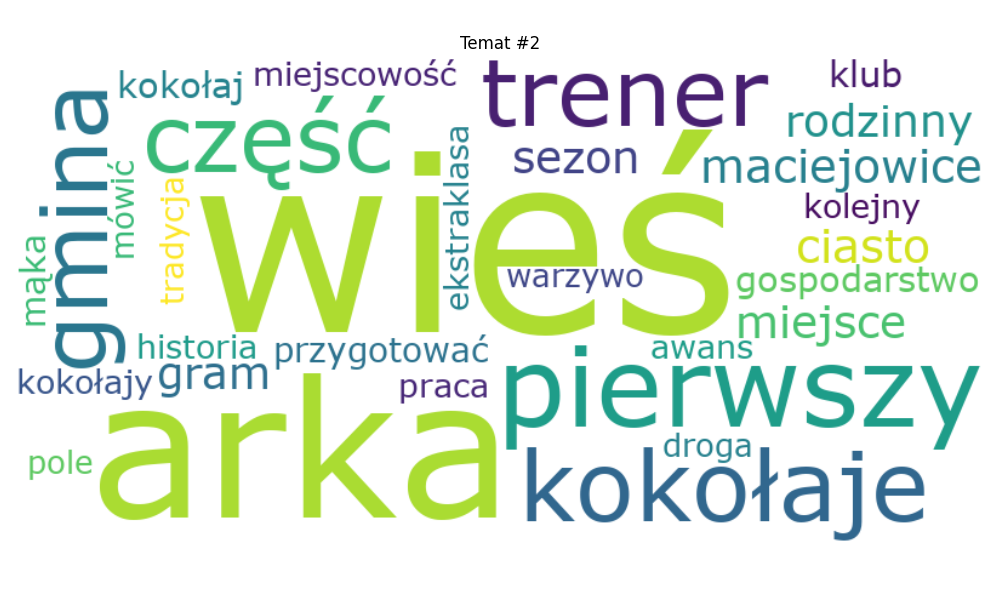 Temat #2
kokołaj
miejscowość
trener
klub
gmina
część
rodzinny
wieś
ekstraklasa
sezon
maciejowice
mówić
tradycja
kolejny
mąka
ciasto
warzywo
gospodarstwo
miejsce
historia
przygotować
awans
kokołajy
gram
praca
pierwszy
arka
pole
droga
kokołaje